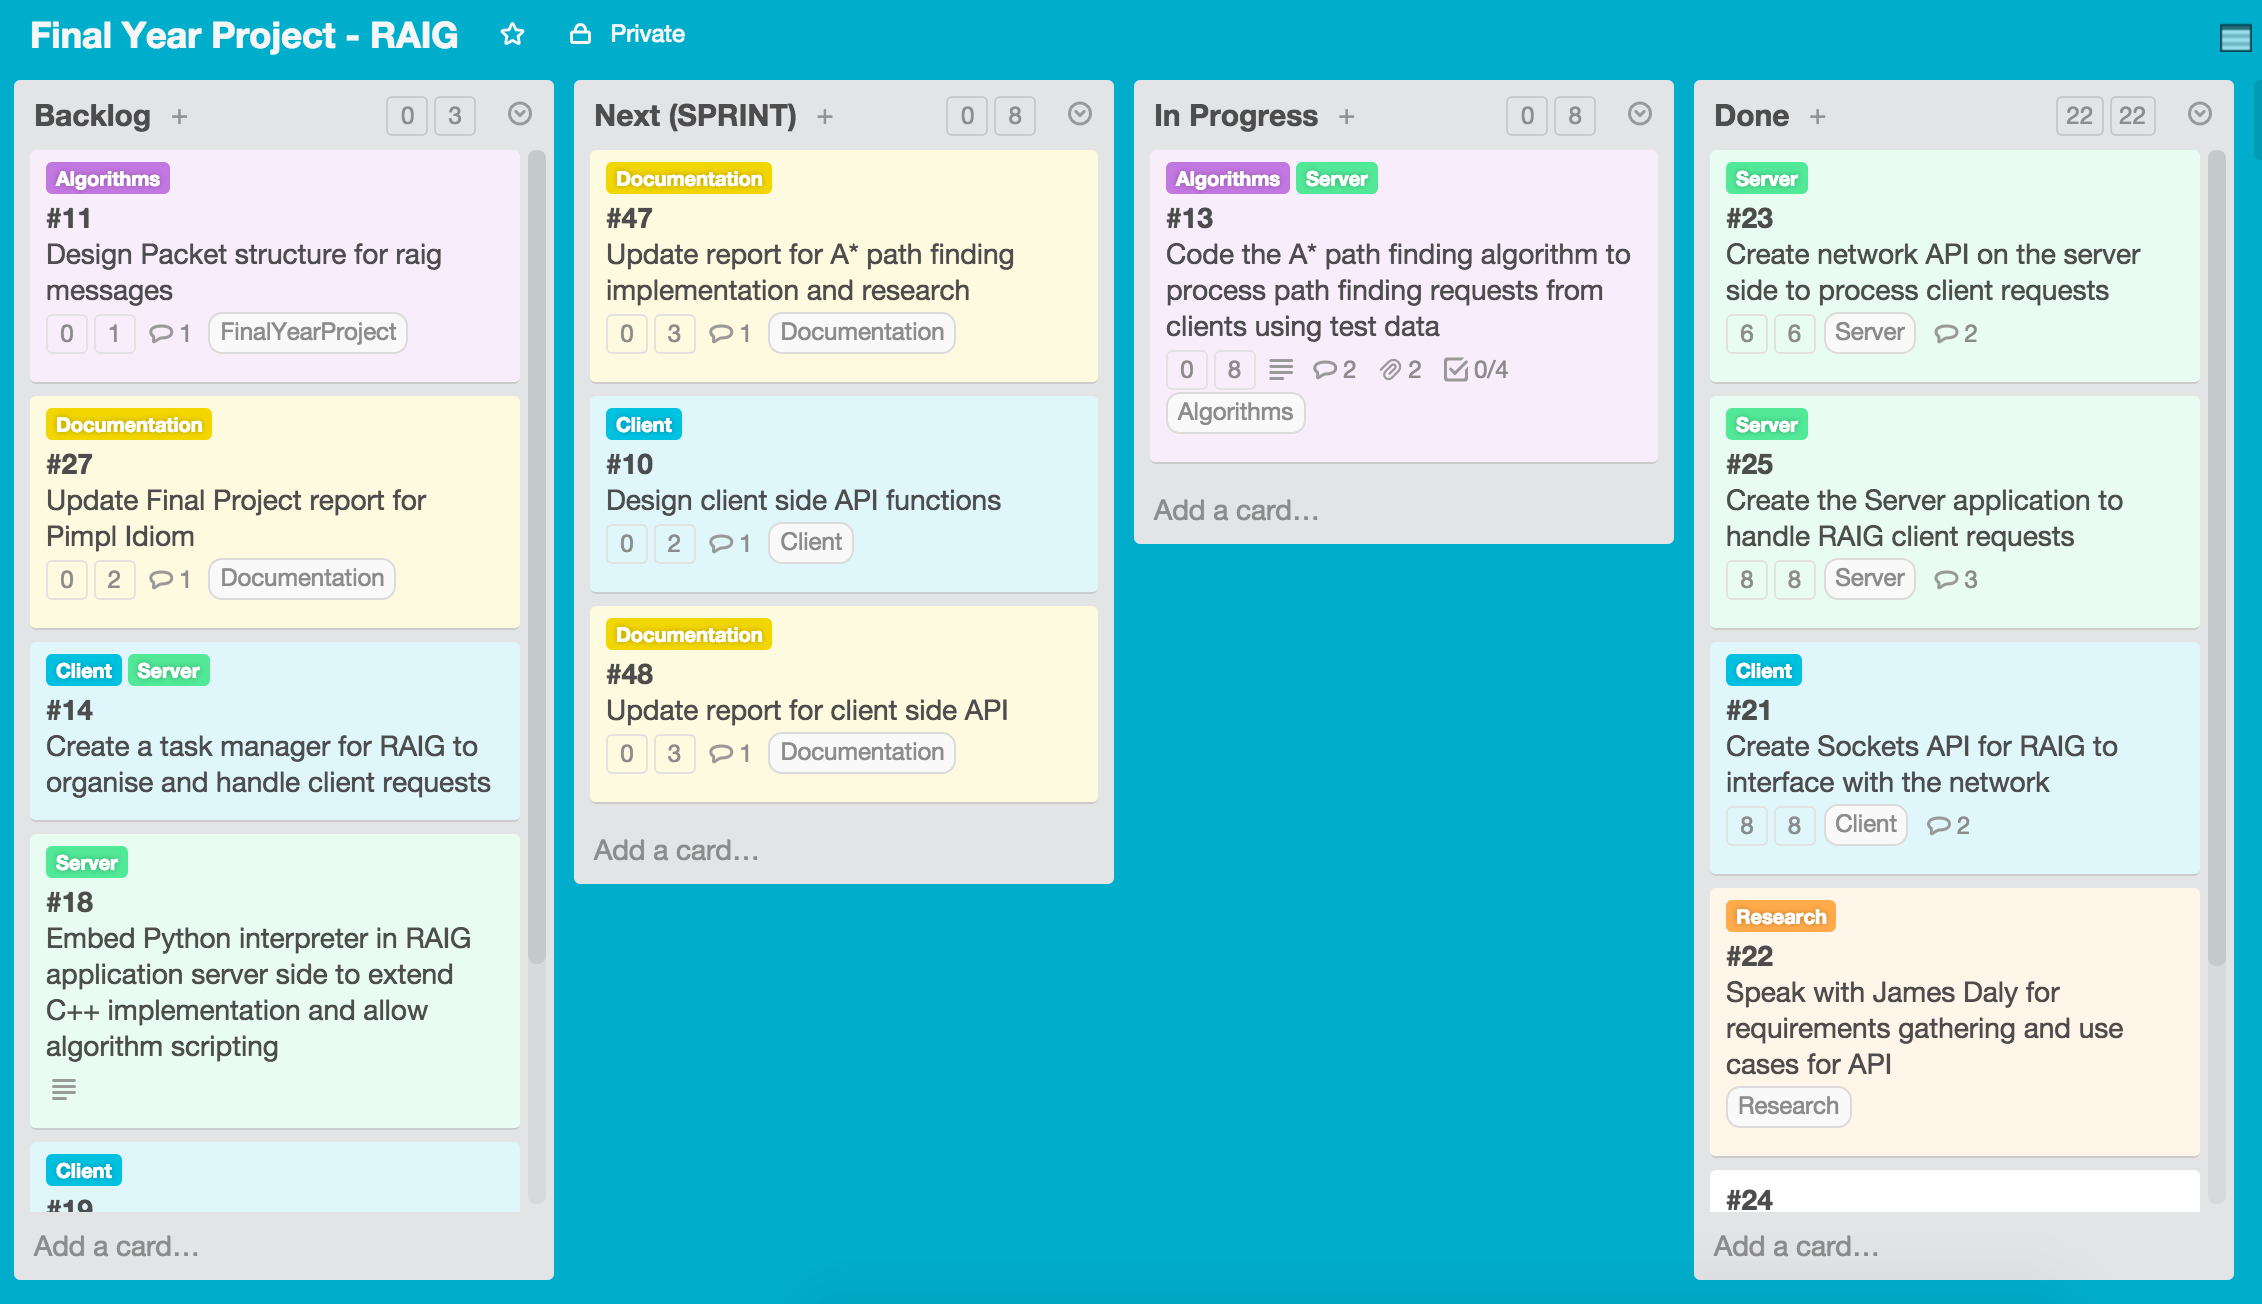 Final Year Project - RAIG
Private
Backlog + 0 3
Algorithms
#11
Design Packet structure for raig
messages
0 1 1 FinalYearProject
Documentation
#27
Update Final Project report for
Pimpl Idiom
0 2 1 Documentation
Client Server
#14
Create a task manager for RAIG to
organise and handle client requests
Server
#18
Embed Python interpreter in RAIG
application server side to extend
C++ implementation and allow
algorithm scripting
Client
#19
Add a card…
Next (SPRINT) + 0 8
Documentation
#47
Update report for A* path finding
implementation and research
0 3 1 Documentation
Client
#10
Design client side API functions
0 2 1 Client
Documentation
#48
Update report for client side API
0 3 1 Documentation
Add a card…
In Progress + 0 8
Algorithms Server
#13
Code the A* path finding algorithm to
process path finding requests from
clients using test data
0 8 2 2 0/4
Algorithms
Add a card…
Done + 22 22
Server
#23
Create network API on the server
side to process client requests
6 6 Server 2
Server
#25
Create the Server application to
handle RAIG client requests
8 8 Server 3
Client
#21
Create Sockets API for RAIG to
interface with the network
8 8 Client 2
Research
#22
Speak with James Daly for
requirements gathering and use
cases for API
Research
#24
Add a card…